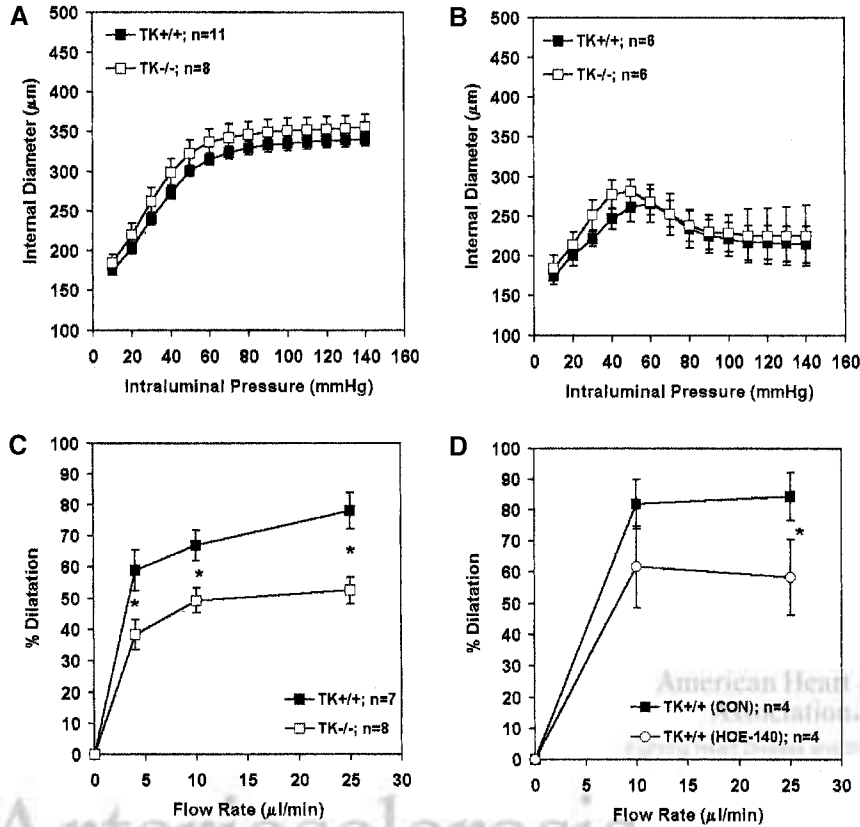 A
500
450
400
350
300
250
200
150
100
0 20 40 60 80 100 120 140 160
Internal Diameter (µm)
Intraluminal Pressure (mmHg)
TK+/+; n=11
TK-/-; n=8
B
500
450
400
350
300
250
200
150
100
0 20 40 60 80 100 120 140 160
Internal Diameter (µm)
Intraluminal Pressure (mmHg)
TK+/+; n=6
TK-/-; n=6
C
100
90
80
70
60
50
40
30
20
10
0
0 5 10 15 20 25 30
% Dilatation
Flow Rate (µl/min)
* * *
TK+/+; n=7
TK-/-; n=8
D
100
90
80
70
60
50
40
30
20
10
0
0 5 10 15 20 25 30
% Dilatation
Flow Rate (µl/min)
*
TK+/+ (CON); n=4
TK+/+ (HOE-140); n=4
American Heart
Association
Fighting Heart Disease and